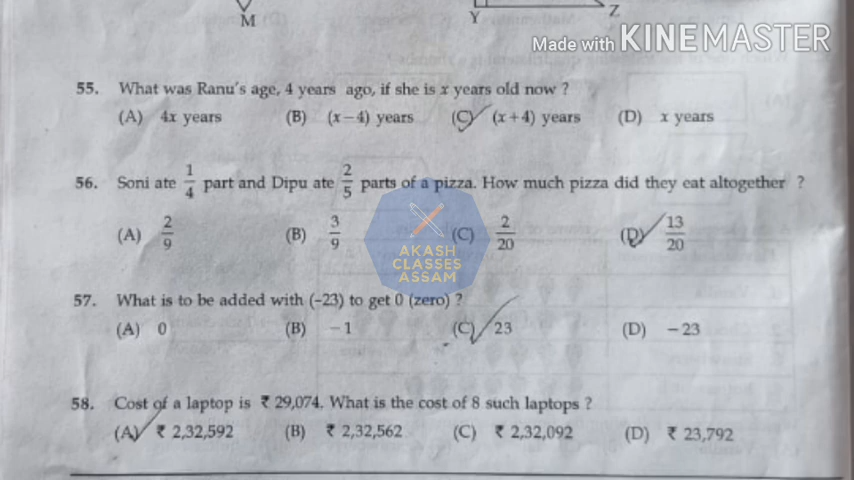 M
Y
Z
Made with KINEMASTER
55. What was Ranu's age, 4 years ago, if she is x years old now ?
(A) 4x years (B) (x−4) years (C) (x+4) years (D) x years
56. Soni ate 1/4 part and Dipu ate 2/5 parts of a pizza. How much pizza did they eat altogether ?
(A) 2/9 (B) 3/9 (C) 2/20 (D) 13/20
AKASH
CLASSES
ASSAM
57. What is to be added with (−23) to get 0 (zero) ?
(A) 0 (B) −1 (C) 23 (D) −23
58. Cost of a laptop is ₹ 29,074. What is the cost of 8 such laptops ?
(A) ₹ 2,32,592 (B) ₹ 2,32,562 (C) ₹ 2,32,092 (D) ₹ 23,792